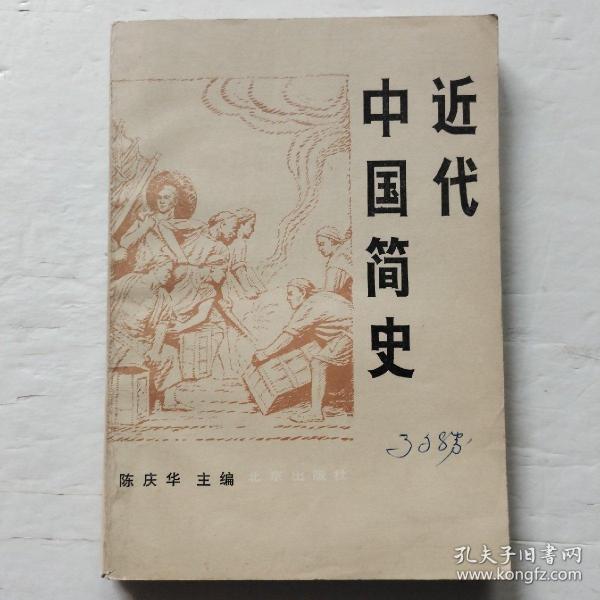 近代
中国简史
陈庆华 主编 北京出版社
孔夫子旧书网
www.kongfz.com